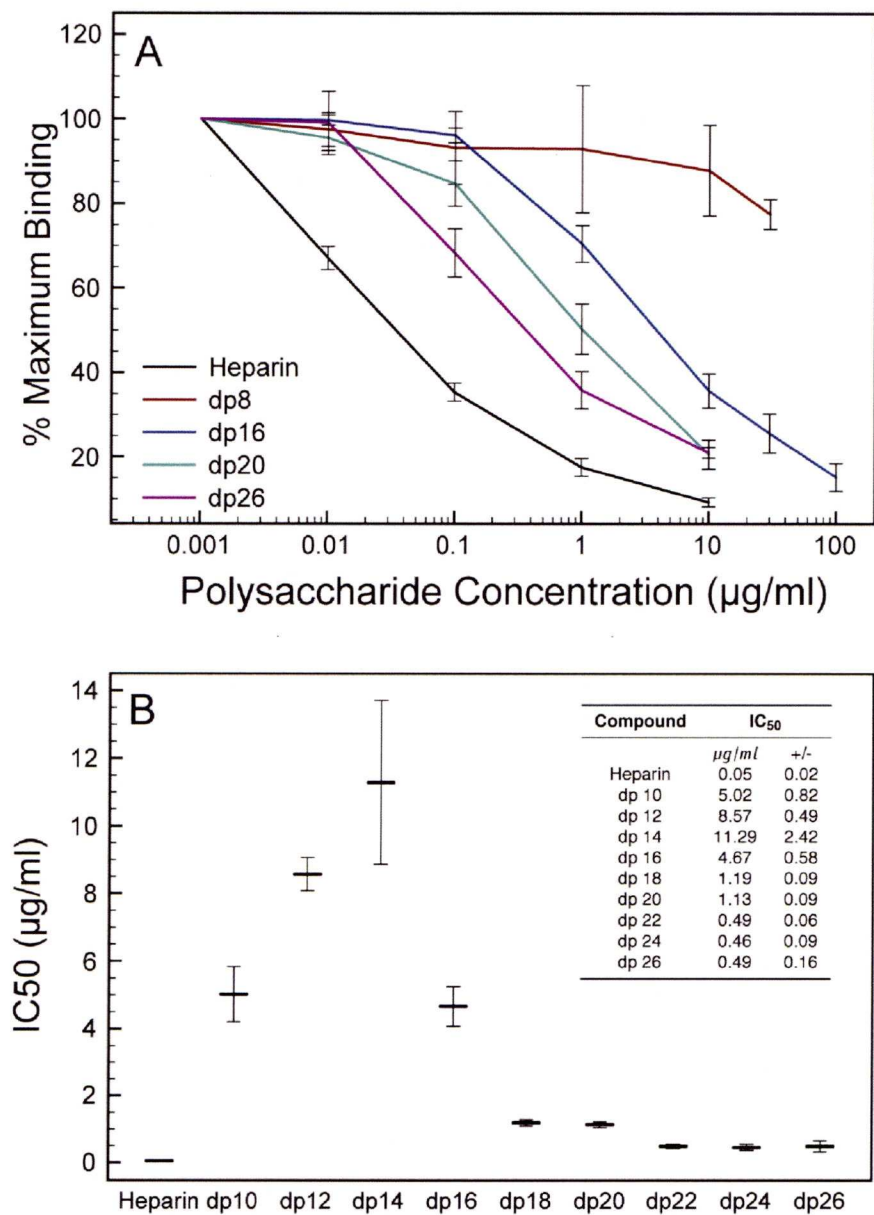 A
120
100
80
60
40
20
% Maximum Binding
Heparin
dp8
dp16
dp20
dp26
0.001 0.01 0.1 1 10 100
Polysaccharide Concentration (µg/ml)
B
14
12
10
8
6
4
2
0
IC50 (µg/ml)
Compound IC50
µg/ml +/-
Heparin 0.05 0.02
dp 10 5.02 0.82
dp 12 8.57 0.49
dp 14 11.29 2.42
dp 16 4.67 0.58
dp 18 1.19 0.09
dp 20 1.13 0.09
dp 22 0.49 0.06
dp 24 0.46 0.09
dp 26 0.49 0.16
Heparin dp10 dp12 dp14 dp16 dp18 dp20 dp22 dp24 dp26